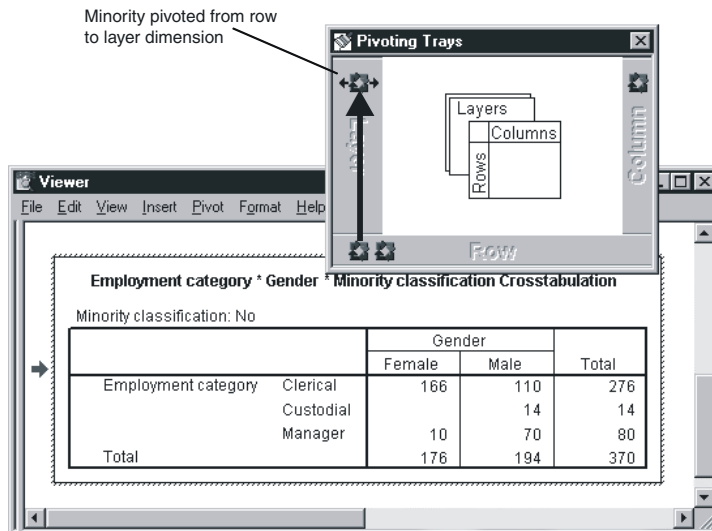 Minority pivoted from row
to layer dimension
Pivoting Trays
Layer
Layers
Columns
Rows
Column
Row
Viewer
File Edit View Insert Pivot Format Help
Employment category * Gender * Minority classification Crosstabulation
Minority classification: No
Gender
Female Male Total
Employment category Clerical 166 110 276
Custodial 14 14
Manager 10 70 80
Total 176 194 370